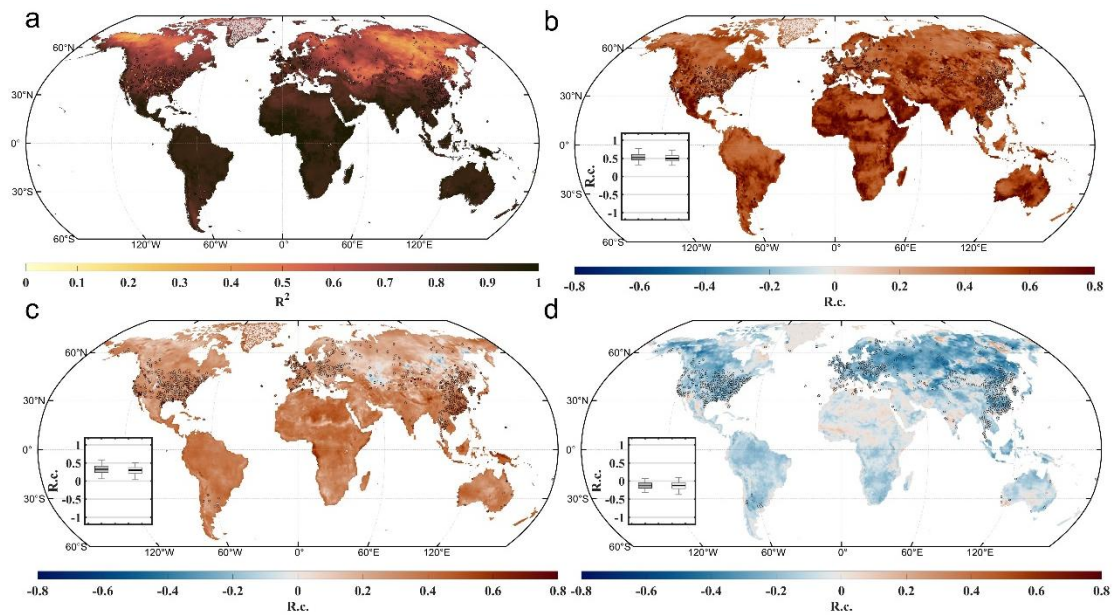 a
60°N
30°N
0°
30°S
60°S
120°W
60°W
0°
60°E
120°E
0
0.1
0.2
0.3
0.4
0.5
0.6
0.7
0.8
0.9
1
R²
b
60°N
30°N
0°
30°S
60°S
120°W
60°W
0°
60°E
120°E
1
0.5
0
-0.5
-1
R.c.
-0.8
-0.6
-0.4
-0.2
0
0.2
0.4
0.6
0.8
R.c.
c
60°N
30°N
0°
30°S
60°S
120°W
60°W
0°
60°E
120°E
1
0.5
0
-0.5
-1
R.c.
-0.8
-0.6
-0.4
-0.2
0
0.2
0.4
0.6
0.8
R.c.
d
60°N
30°N
0°
30°S
60°S
120°W
60°W
0°
60°E
120°E
1
0.5
0
-0.5
-1
R.c.
-0.8
-0.6
-0.4
-0.2
0
0.2
0.4
0.6
0.8
R.c.